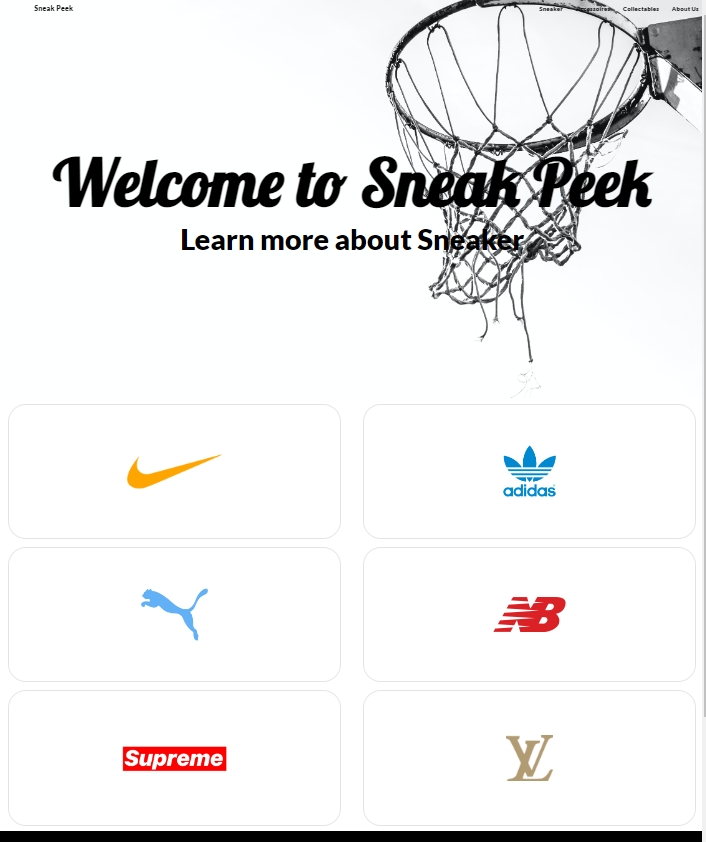 Sneak Peek
Sneaker Accessoires Collectables About Us
Welcome to Sneak Peek
Learn more about Sneaker
adidas
NB
Supreme
LV